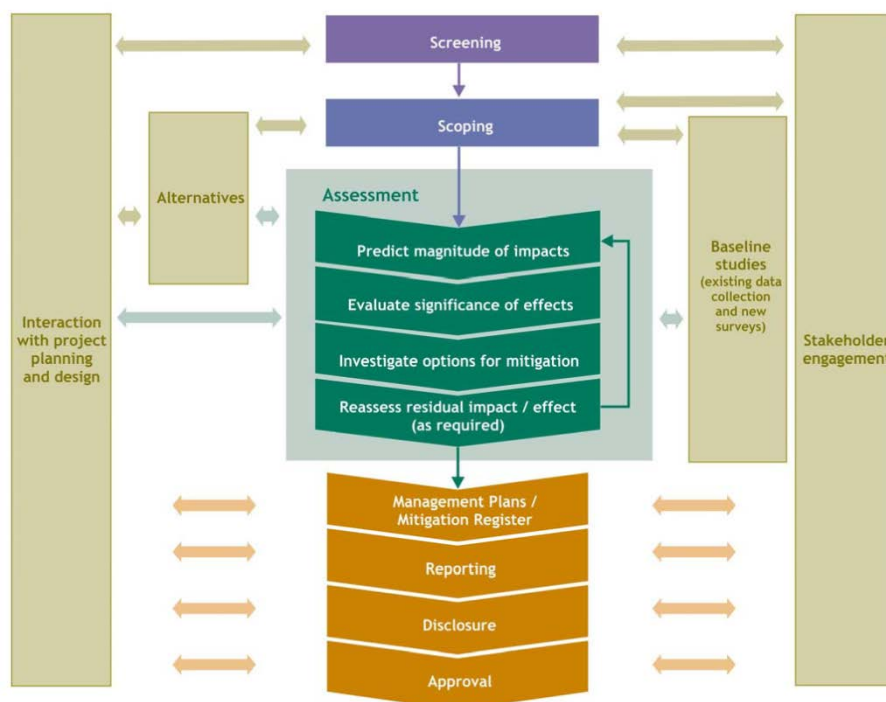 Screening
Scoping
Alternatives
Assessment
Predict magnitude of impacts
Evaluate significance of effects
Investigate options for mitigation
Reassess residual impact / effect
(as required)
Baseline
studies
(existing data
collection
and new
surveys)
Interaction
with project
planning
and design
Stakeholder
engagement
Management Plans /
Mitigation Register
Reporting
Disclosure
Approval